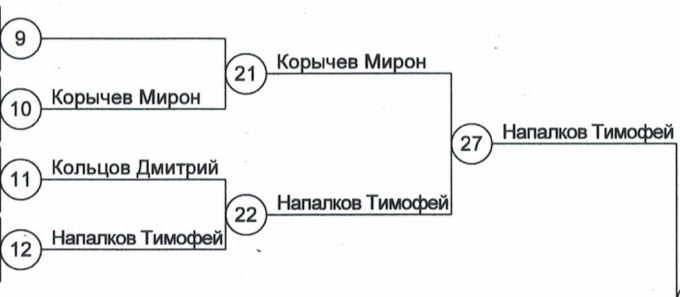 9
10 Корычев Мирон
21 Корычев Мирон
11 Кольцов Дмитрий
12 Напалков Тимофей
22 Напалков Тимофей
27 Напалков Тимофей